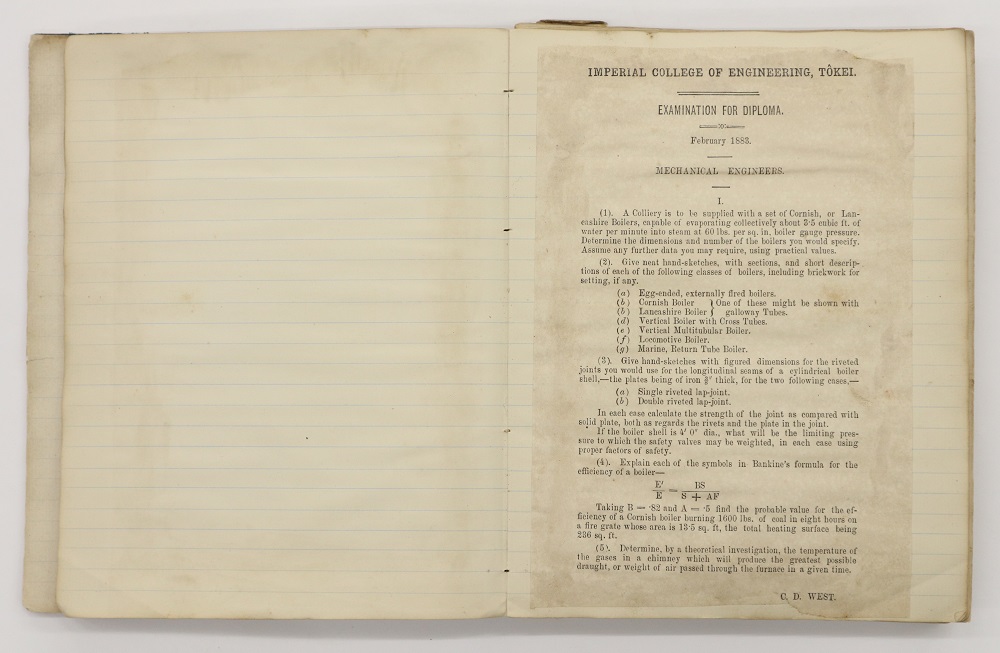 IMPERIAL COLLEGE OF ENGINEERING, TÔKEI.
EXAMINATION FOR DIPLOMA.
February 1883.
MECHANICAL ENGINEERS.
I.
(1). A Colliery is to be supplied with a set of Cornish, or Lan-
cashire Boilers, capable of evaporating collectively about 3·5 cubic ft. of
water per minute into steam at 60 lbs. per sq. in. boiler gauge pressure.
Determine the dimensions and number of the boilers you would specify.
Assume any further data you may require, using practical values.
(2). Give neat hand-sketches, with sections, and short descrip-
tions of each of the following classes of boilers, including brickwork for
setting, if any.
(a) Egg-ended, externally fired boilers.
(b) Cornish Boiler } One of these might be shown with
(b) Lancashire Boiler } galloway Tubes.
(d) Vertical Boiler with Cross Tubes.
(e) Vertical Multitubular Boiler.
(f) Locomotive Boiler.
(g) Marine, Return Tube Boiler.
(3). Give hand-sketches with figured dimensions for the riveted
joints you would use for the longitudinal seams of a cylindrical boiler
shell,—the plates being of iron thick, for the two following cases,—
(a) Single riveted lap-joint.
(b) Double riveted lap-joint.
In each case calculate the strength of the joint as compared with
solid plate, both as regards the rivets and the plate in the joint.
If the boiler shell is 4′ 0″ dia., what will be the limiting pres-
sure to which the safety valves may be weighted, in each case using
proper factors of safety.
(4). Explain each of the symbols in Bankine's formula for the
efficiency of a boiler—
E′/E = BS/(S + AF)
Taking B = ·82 and A = ·5 find the probable value for the ef-
ficiency of a Cornish boiler burning 1600 lbs. of coal in eight hours on
a fire grate whose area is 13·5 sq. ft, the total heating surface being
236 sq. ft.
(5). Determine, by a theoretical investigation, the temperature of
the gases in a chimney which will produce the greatest possible
draught, or weight of air passed through the furnace in a given time.
C. D. WEST.